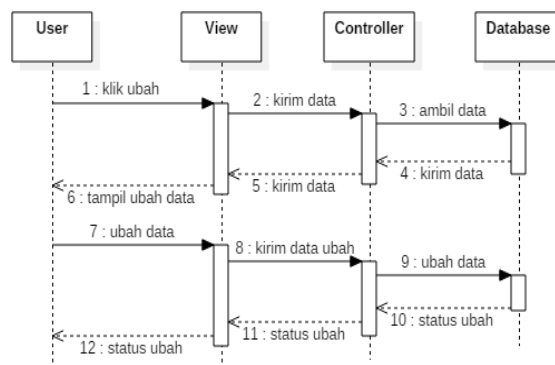 User
View
Controller
Database
1 : klik ubah
2 : kirim data
3 : ambil data
4 : kirim data
5 : kirim data
6 : tampil ubah data
7 : ubah data
8 : kirim data ubah
9 : ubah data
10 : status ubah
11 : status ubah
12 : status ubah